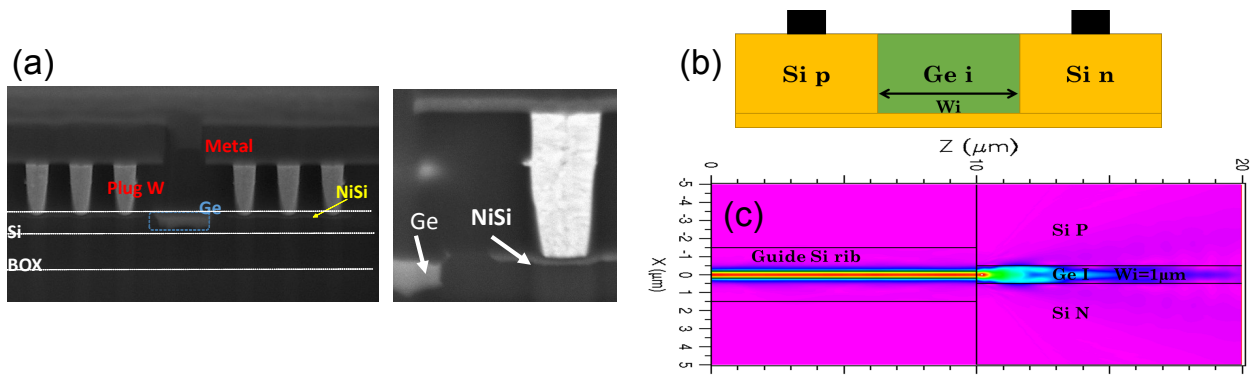 (a)
Metal
Plug W
NiSi
Ge
Si
BOX
Ge
NiSi
(b)
Si p
Ge i
Si n
Wi
Z (μm)
0
10
20
-5
-4
-3
-2
-1
0
1
2
3
4
5
X (μm)
(c)
Guide Si rib
Si P
Ge I
Wi=1μm
Si N